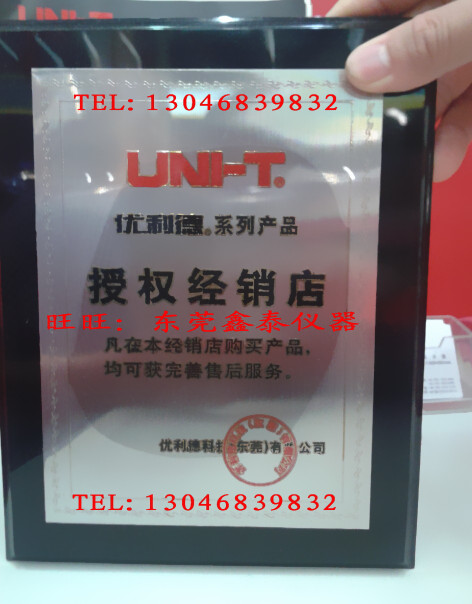 UNI-T
TEL: 13046839832
UNI-T.
优利德®系列产品
授权经销店
旺旺: 东莞鑫泰仪器
凡在本经销店购买产品,
均可获完善售后服务。
优利德科技(东莞)有限公司
TEL: 13046839832